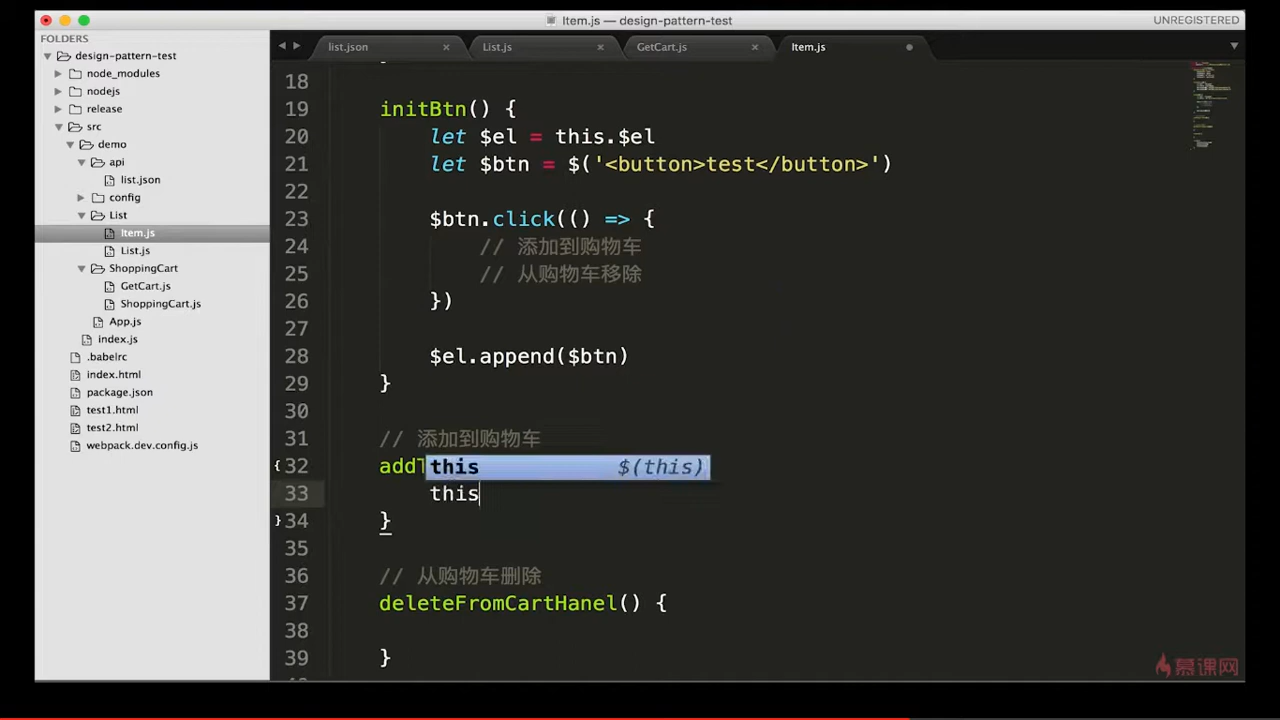 Item.js — design-pattern-test
UNREGISTERED
FOLDERS
design-pattern-test
node_modules
nodejs
release
src
demo
api
list.json
config
List
Item.js
List.js
ShoppingCart
GetCart.js
ShoppingCart.js
App.js
index.js
.babelrc
index.html
package.json
test1.html
test2.html
webpack.dev.config.js
list.json
List.js
GetCart.js
Item.js
18
19 initBtn() {
20 let $el = this.$el
21 let $btn = $('<button>test</button>')
22
23 $btn.click(() => {
24 // 添加到购物车
25 // 从购物车移除
26 })
27
28 $el.append($btn)
29 }
30
31 // 添加到购物车
32 add
this $(this)
33 this
34 }
35
36 // 从购物车删除
37 deleteFromCartHanel() {
38
39 }
慕课网